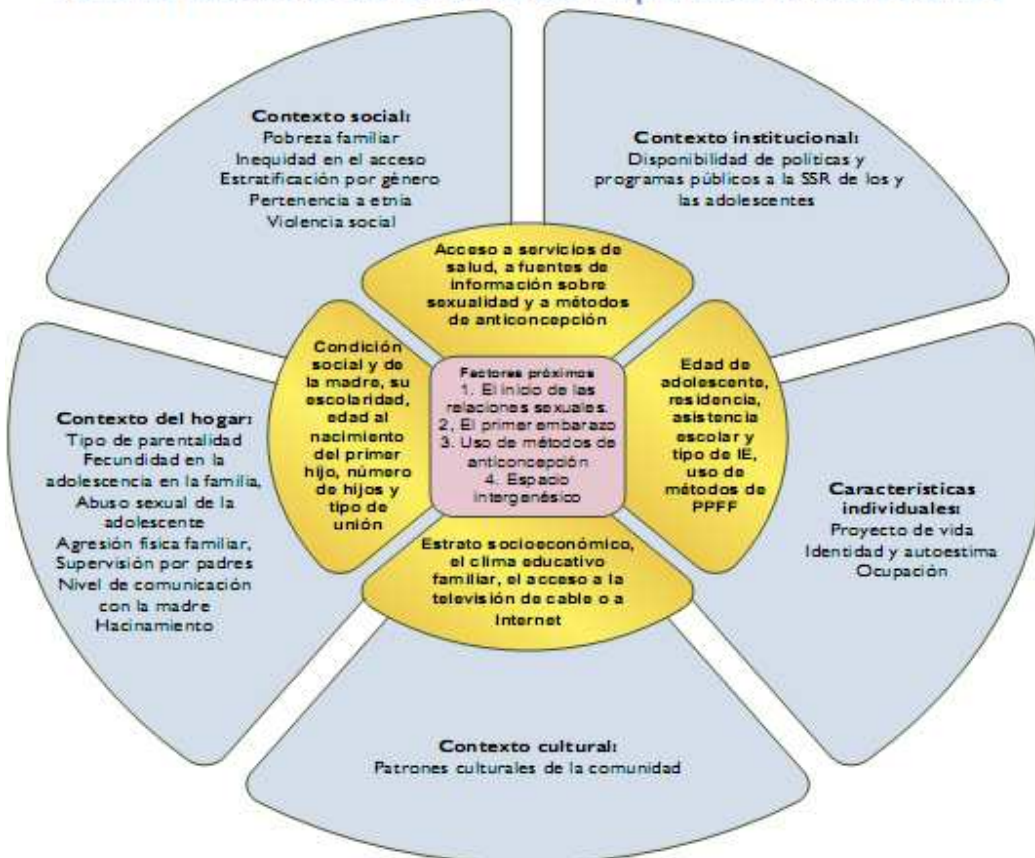 Contexto social:
Pobreza familiar
Inequidad en el acceso
Estratificación por género
Pertenencia a etnia
Violencia social
Contexto institucional:
Disponibilidad de políticas y
programas públicos a la SSR de los y
las adolescentes
Acceso a servicios de
salud, a fuentes de
información sobre
sexualidad y a métodos
de anticoncepción
Condición
social y de
la madre, su
escolaridad,
edad al
nacimiento
del primer
hijo, número
de hijos y
tipo de
unión
Factores próximos
1. El inicio de las
relaciones sexuales.
2, El primer embarazo
3. Uso de métodos de
anticoncepción
4. Espacio
intergenésico
Edad de
adolescente,
residencia,
asistencia
escolar y
tipo de IE,
uso de
métodos de
PPFF
Contexto del hogar:
Tipo de parentalidad
Fecundidad en la
adolescencia en la familia,
Abuso sexual de la
adolescente
Agresión física familiar,
Supervisión por padres
Nivel de comunicación
con la madre
Hacinamiento
Características
individuales:
Proyecto de vida
Identidad y autoestima
Ocupación
Estrato socioeconómico,
el clima educativo
familiar, el acceso a la
televisión de cable o a
Internet
Contexto cultural:
Patrones culturales de la comunidad